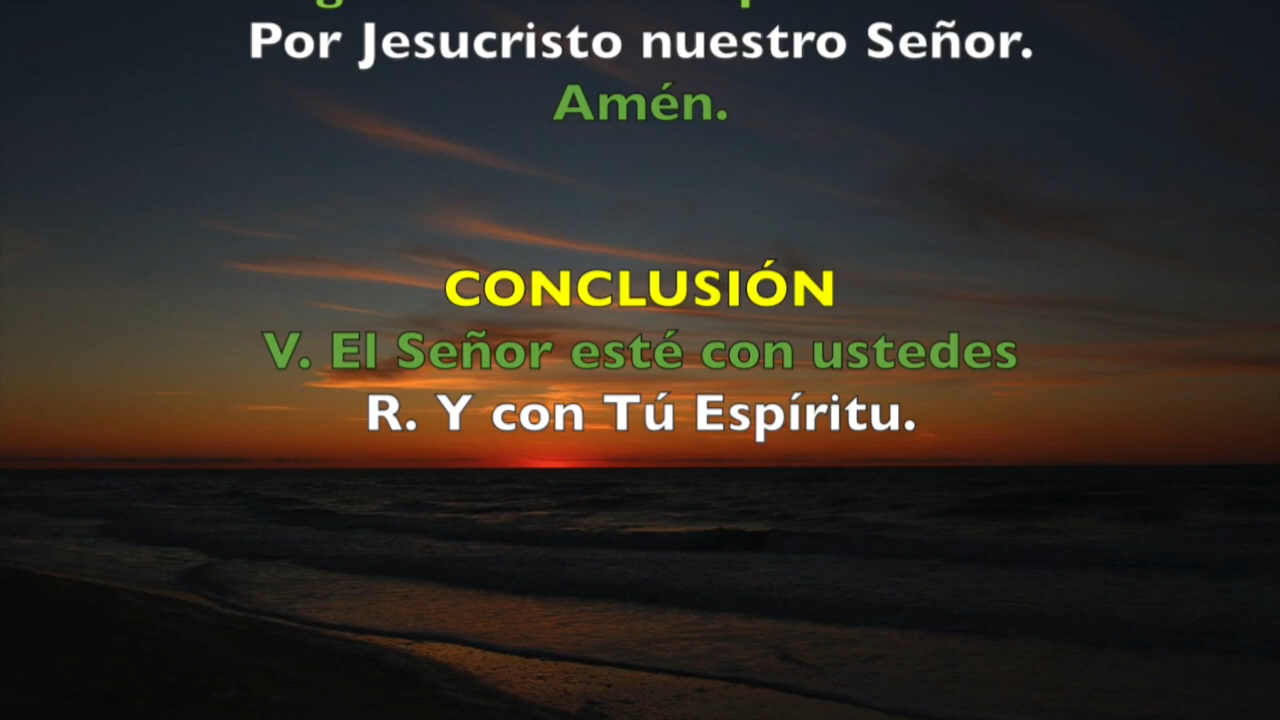 Por Jesucristo nuestro Señor.
Amén.
CONCLUSIÓN
V. El Señor esté con ustedes
R. Y con Tú Espíritu.